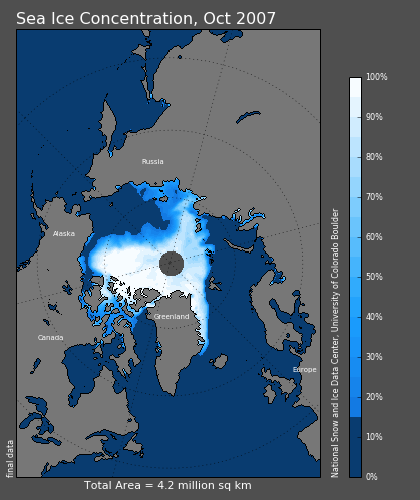 Sea Ice Concentration, Oct 2007
Russia
Alaska
Canada
Greenland
Europe
100%
90%
80%
70%
60%
50%
40%
30%
20%
10%
0%
National Snow and Ice Data Center, University of Colorado Boulder
final data
Total Area = 4.2 million sq km